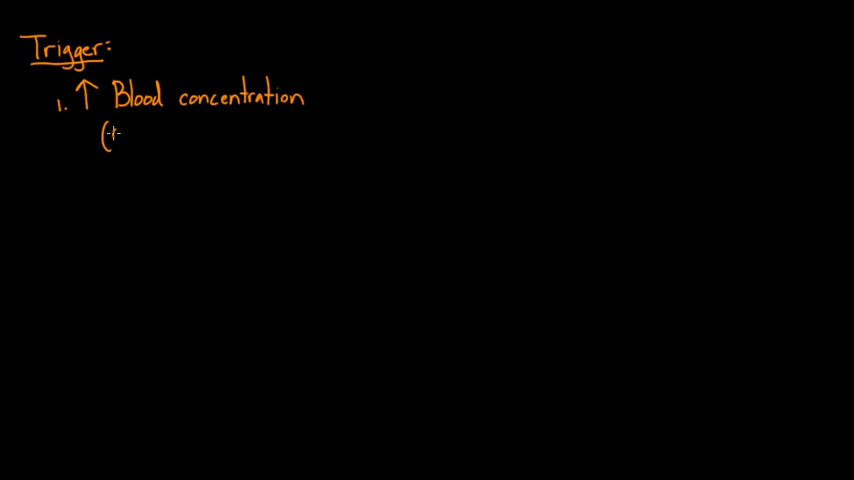 Trigger:
1. ↑ Blood concentration
(